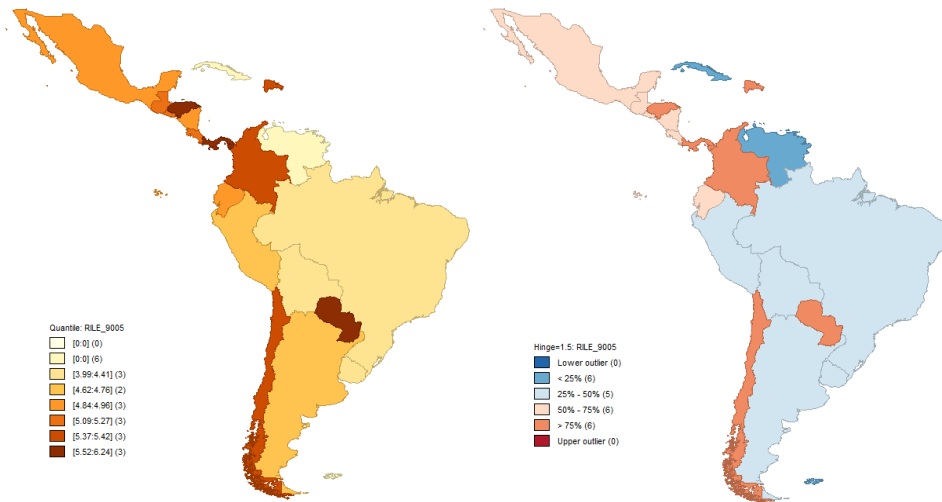 Quantile: RILE_9005
[0:0] (0)
[0:0] (6)
[3.99:4.41] (3)
[4.62:4.76] (2)
[4.84:4.96] (3)
[5.09:5.27] (3)
[5.37:5.42] (3)
[5.52:6.24] (3)
Hinge=1.5: RILE_9005
Lower outlier (0)
< 25% (6)
25% - 50% (5)
50% - 75% (6)
> 75% (6)
Upper outlier (0)